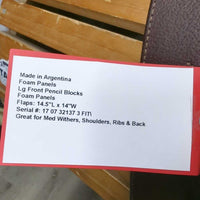 Made in Argentina
Foam Panels
Lg Front Pencil Blocks
Foam Panels
Flaps: 14.5"L x 14"W
Serial #: 17 07 32137 3 FIT\
Great for Med Withers, Shoulders, Ribs & Back